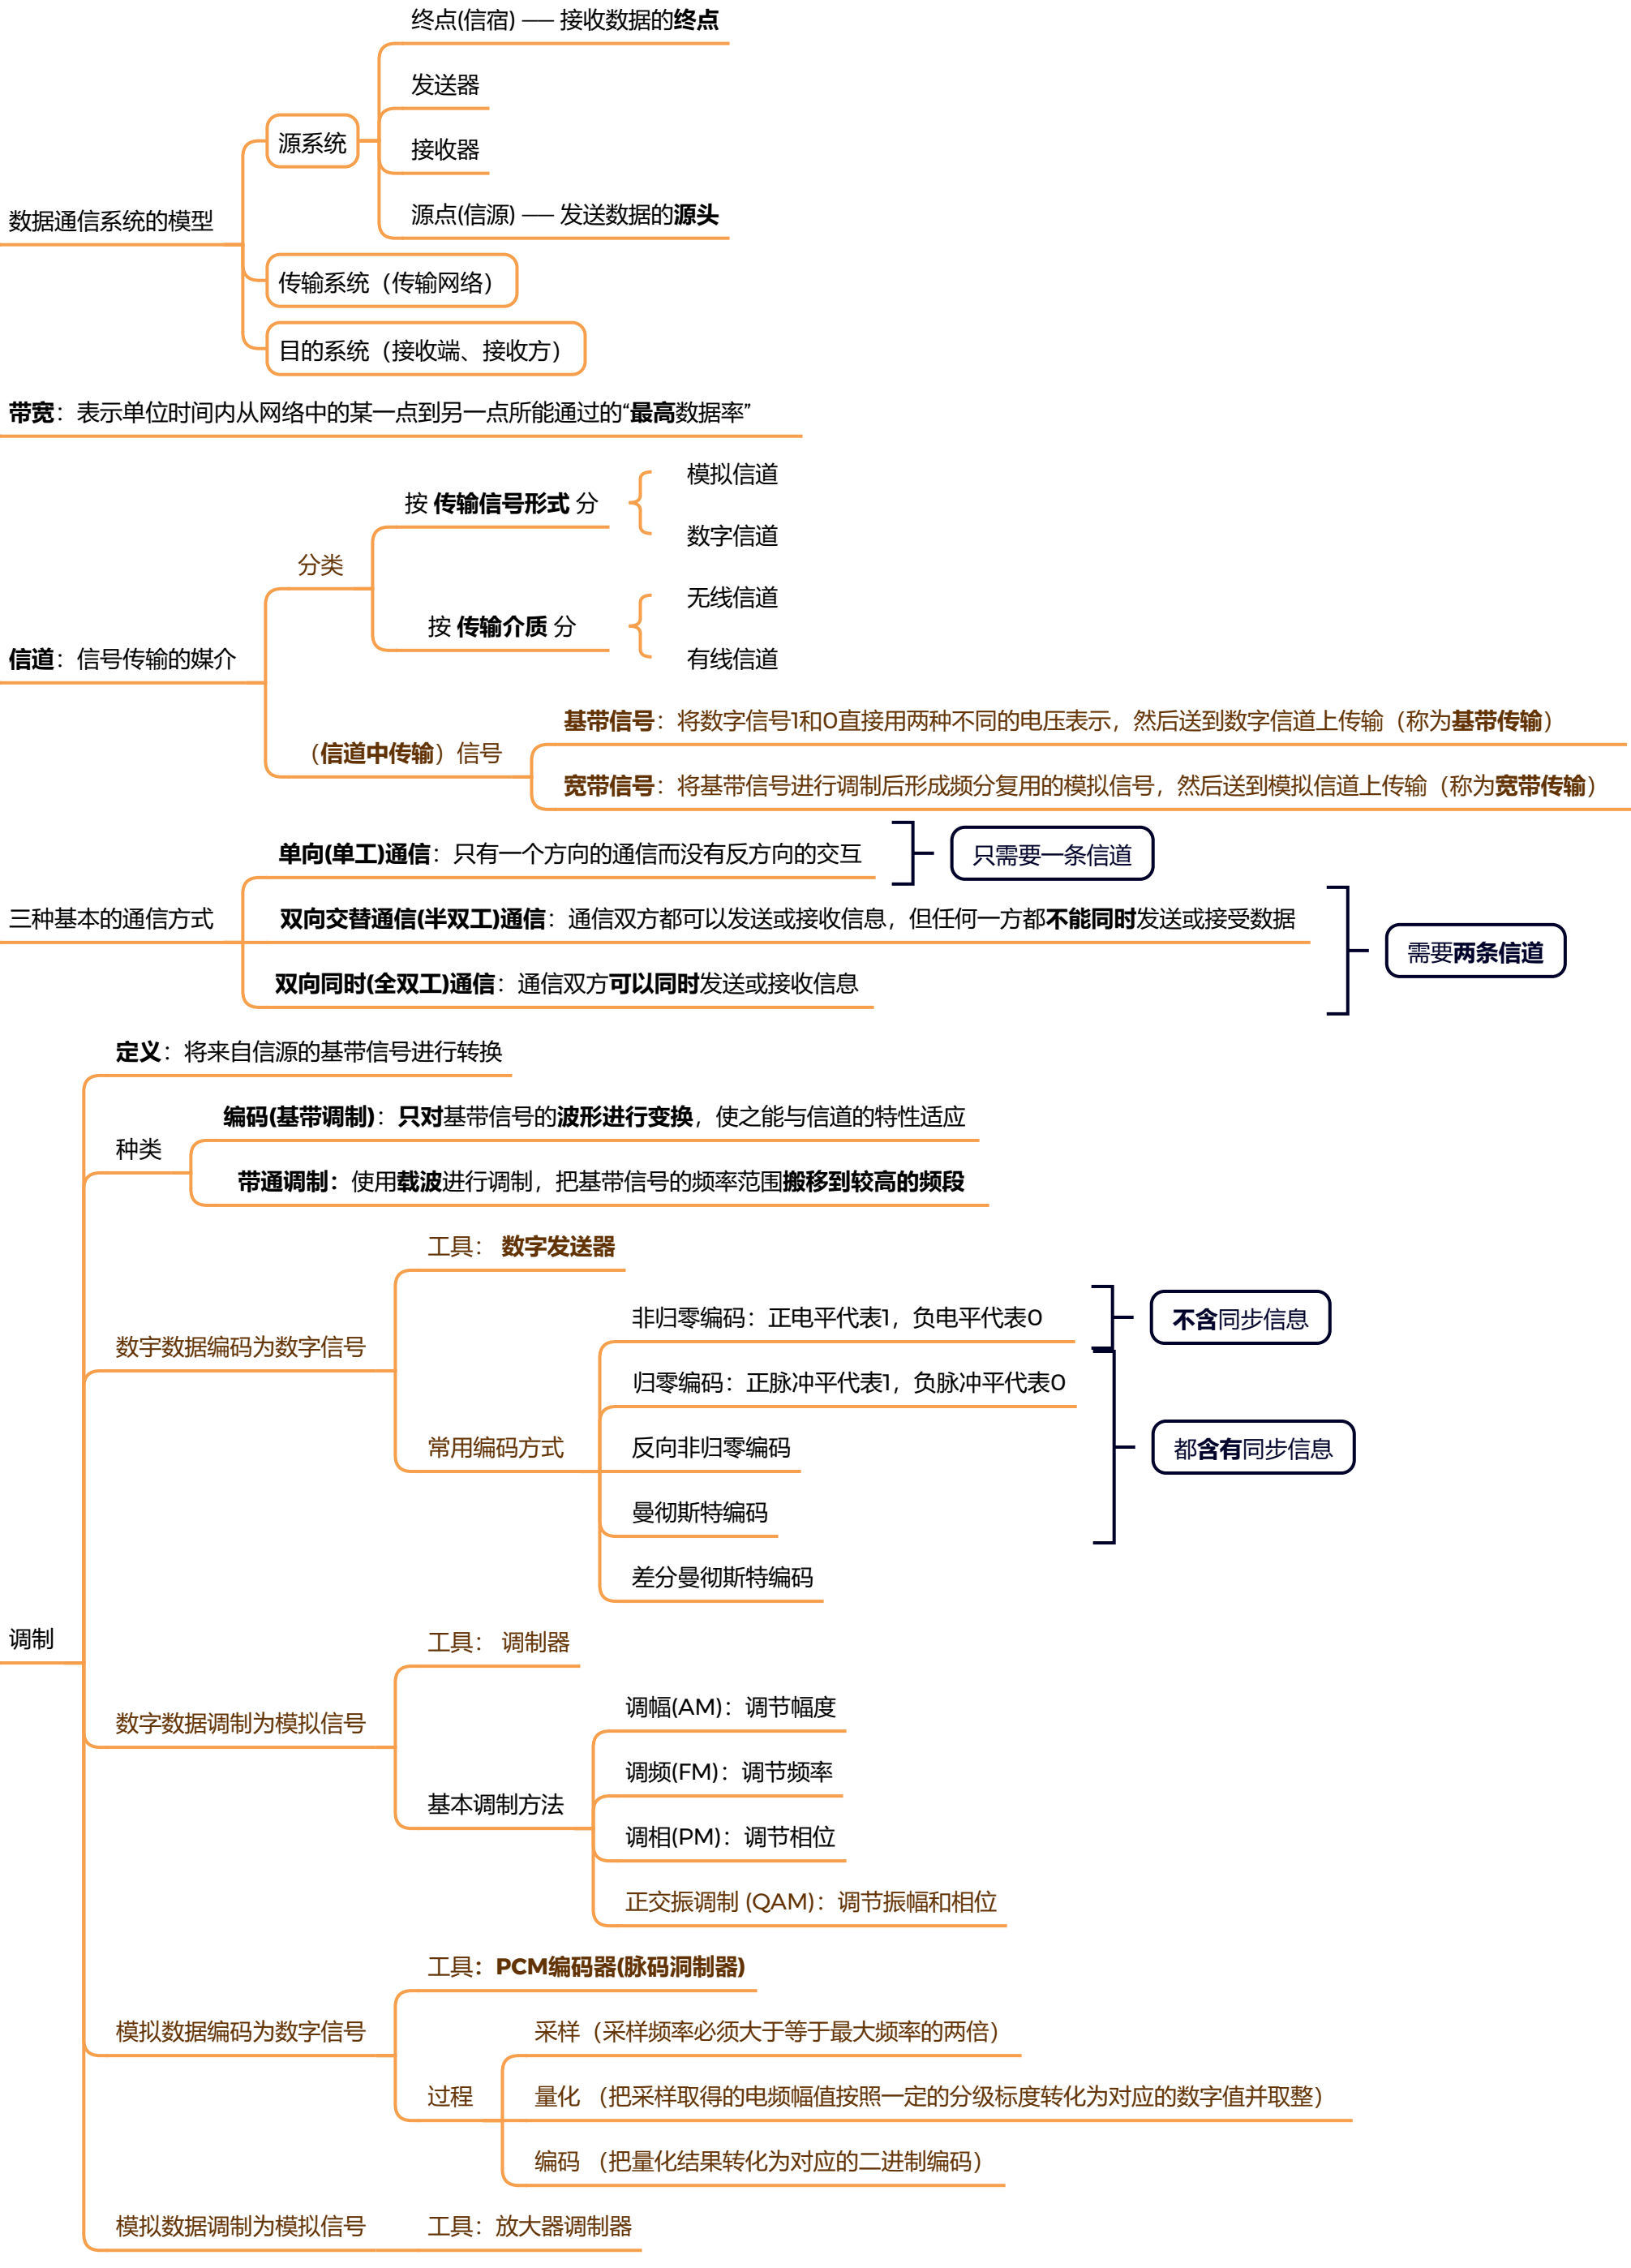 终点(信宿) —— 接收数据的终点
发送器
接收器
源点(信源) —— 发送数据的源头
源系统
数据通信系统的模型
传输系统（传输网络）
目的系统（接收端、接收方）
带宽：表示单位时间内从网络中的某一点到另一点所能通过的“最高数据率”
模拟信道
按 传输信号形式 分
数字信道
分类
无线信道
按 传输介质 分
有线信道
信道：信号传输的媒介
基带信号：将数字信号1和0直接用两种不同的电压表示，然后送到数字信道上传输（称为基带传输）
（信道中传输）信号
宽带信号：将基带信号进行调制后形成频分复用的模拟信号，然后送到模拟信道上传输（称为宽带传输）
单向(单工)通信：只有一个方向的通信而没有反方向的交互
只需要一条信道
三种基本的通信方式
双向交替通信(半双工)通信：通信双方都可以发送或接收信息，但任何一方都不能同时发送或接受数据
需要两条信道
双向同时(全双工)通信：通信双方可以同时发送或接收信息
定义：将来自信源的基带信号进行转换
编码(基带调制)：只对基带信号的波形进行变换，使之能与信道的特性适应
种类
带通调制：使用载波进行调制，把基带信号的频率范围搬移到较高的频段
工具： 数字发送器
非归零编码：正电平代表1，负电平代表0
不含同步信息
数宇数据编码为数字信号
归零编码：正脉冲平代表1，负脉冲平代表0
常用编码方式
反向非归零编码
都含有同步信息
曼彻斯特编码
差分曼彻斯特编码
调制
工具： 调制器
调幅(AM)：调节幅度
数字数据调制为模拟信号
调频(FM)：调节频率
基本调制方法
调相(PM)：调节相位
正交振调制 (QAM)：调节振幅和相位
工具：PCM编码器(脉码洞制器)
模拟数据编码为数字信号
采样（采样频率必须大于等于最大频率的两倍）
过程
量化 （把采样取得的电频幅值按照一定的分级标度转化为对应的数字值并取整）
编码 （把量化结果转化为对应的二进制编码）
模拟数据调制为模拟信号
工具：放大器调制器